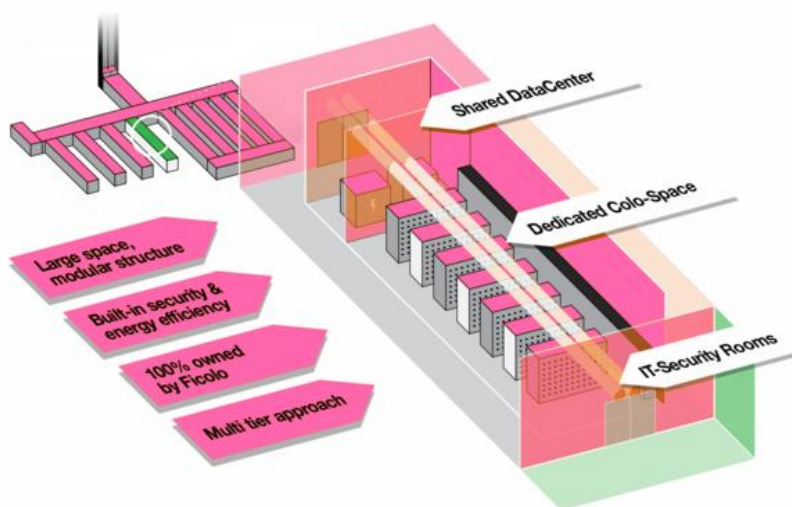 Shared DataCenter
Dedicated Colo-Space
IT-Security Rooms
Large space,
modular structure
Built-in security &
energy efficiency
100% owned
by Ficolo
Multi tier approach